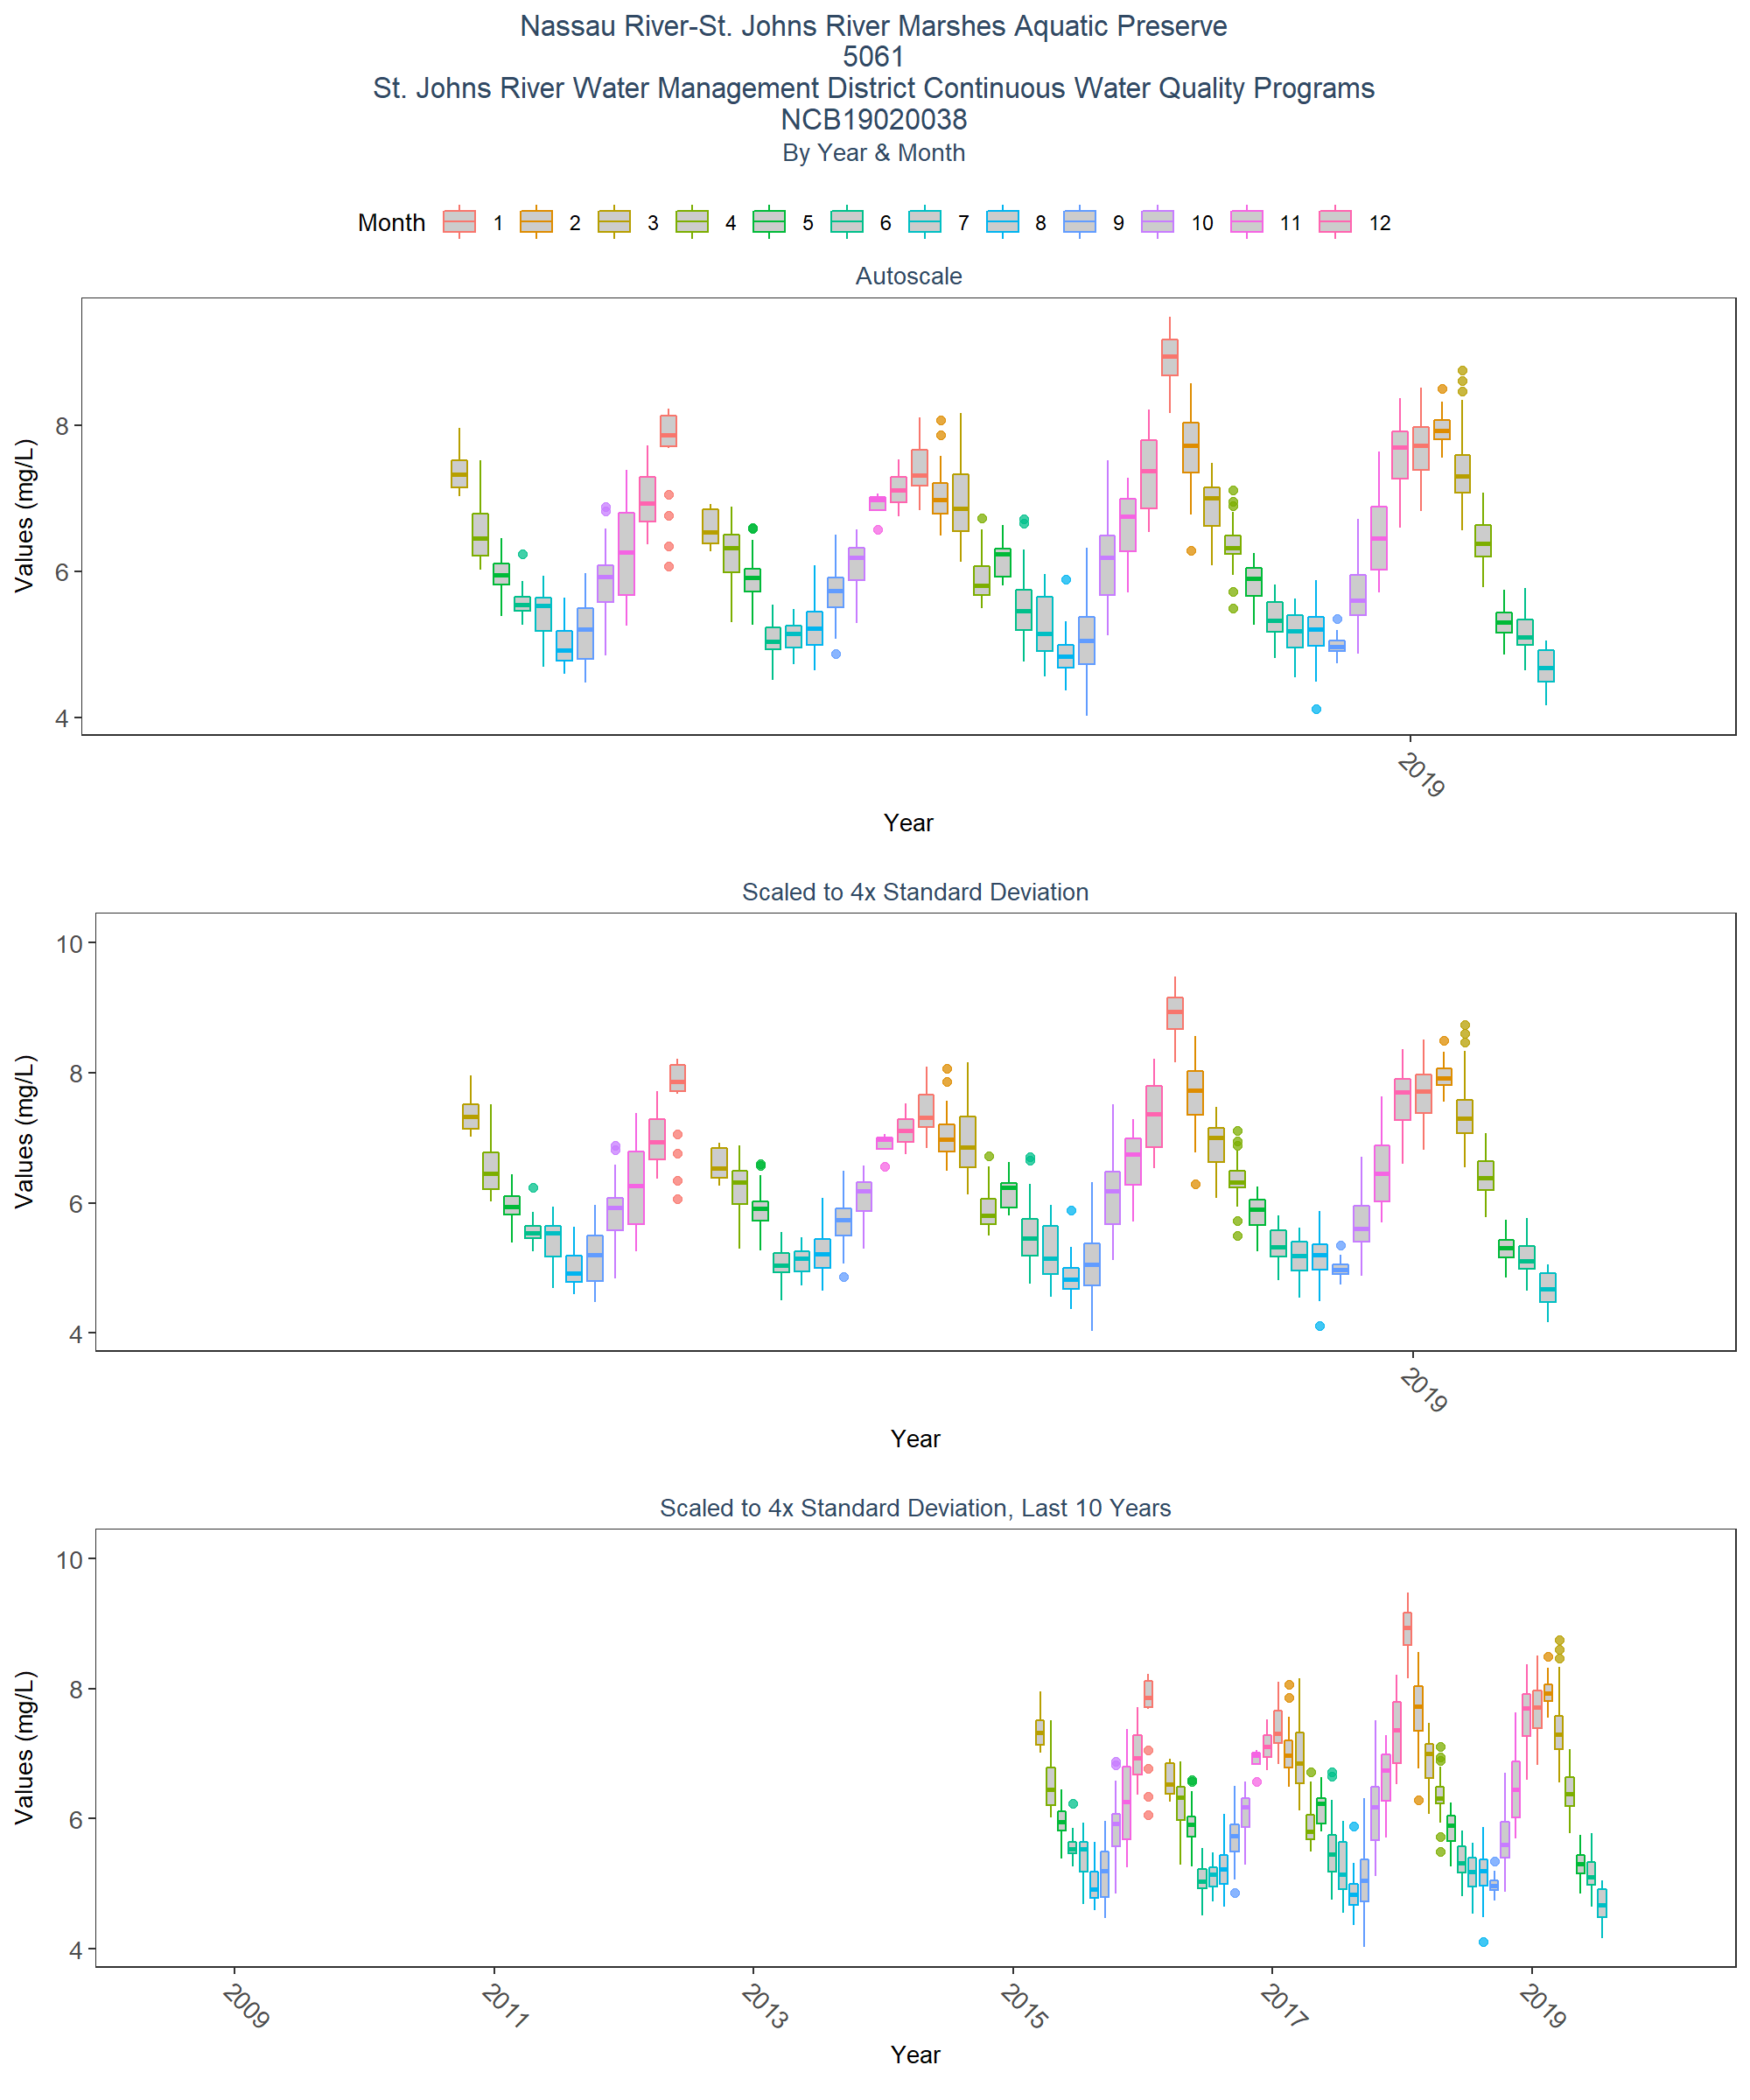 Nassau River-St. Johns River Marshes Aquatic Preserve
5061
St. Johns River Water Management District Continuous Water Quality Programs
NCB19020038
By Year & Month
Month 1 2 3 4 5 6 7 8 9 10 11 12
Autoscale
Values (mg/L)
8
6
4
2019
Year
Scaled to 4x Standard Deviation
Values (mg/L)
10
8
6
4
2019
Year
Scaled to 4x Standard Deviation, Last 10 Years
Values (mg/L)
10
8
6
4
2009 2011 2013 2015 2017 2019
Year